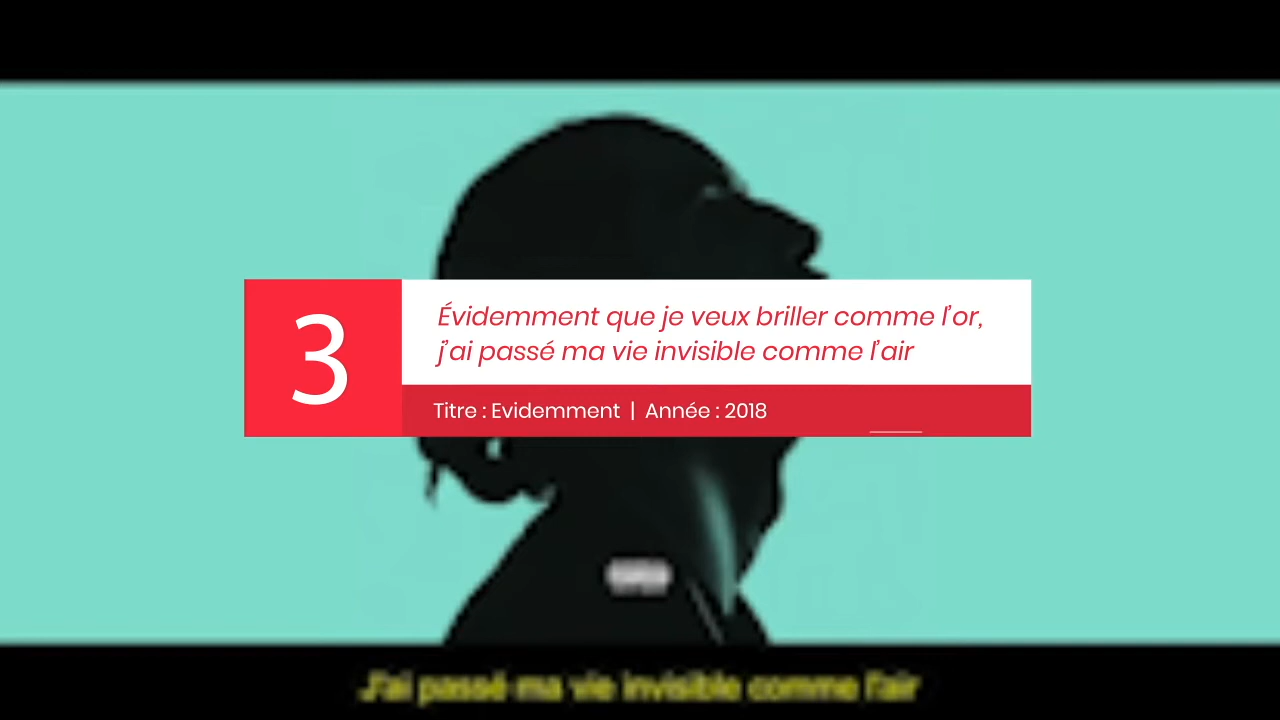 3
Évidemment que je veux briller comme l'or,
j'ai passé ma vie invisible comme l'air
Titre : Evidemment | Année : 2018
J'ai passé ma vie invisible comme l'air